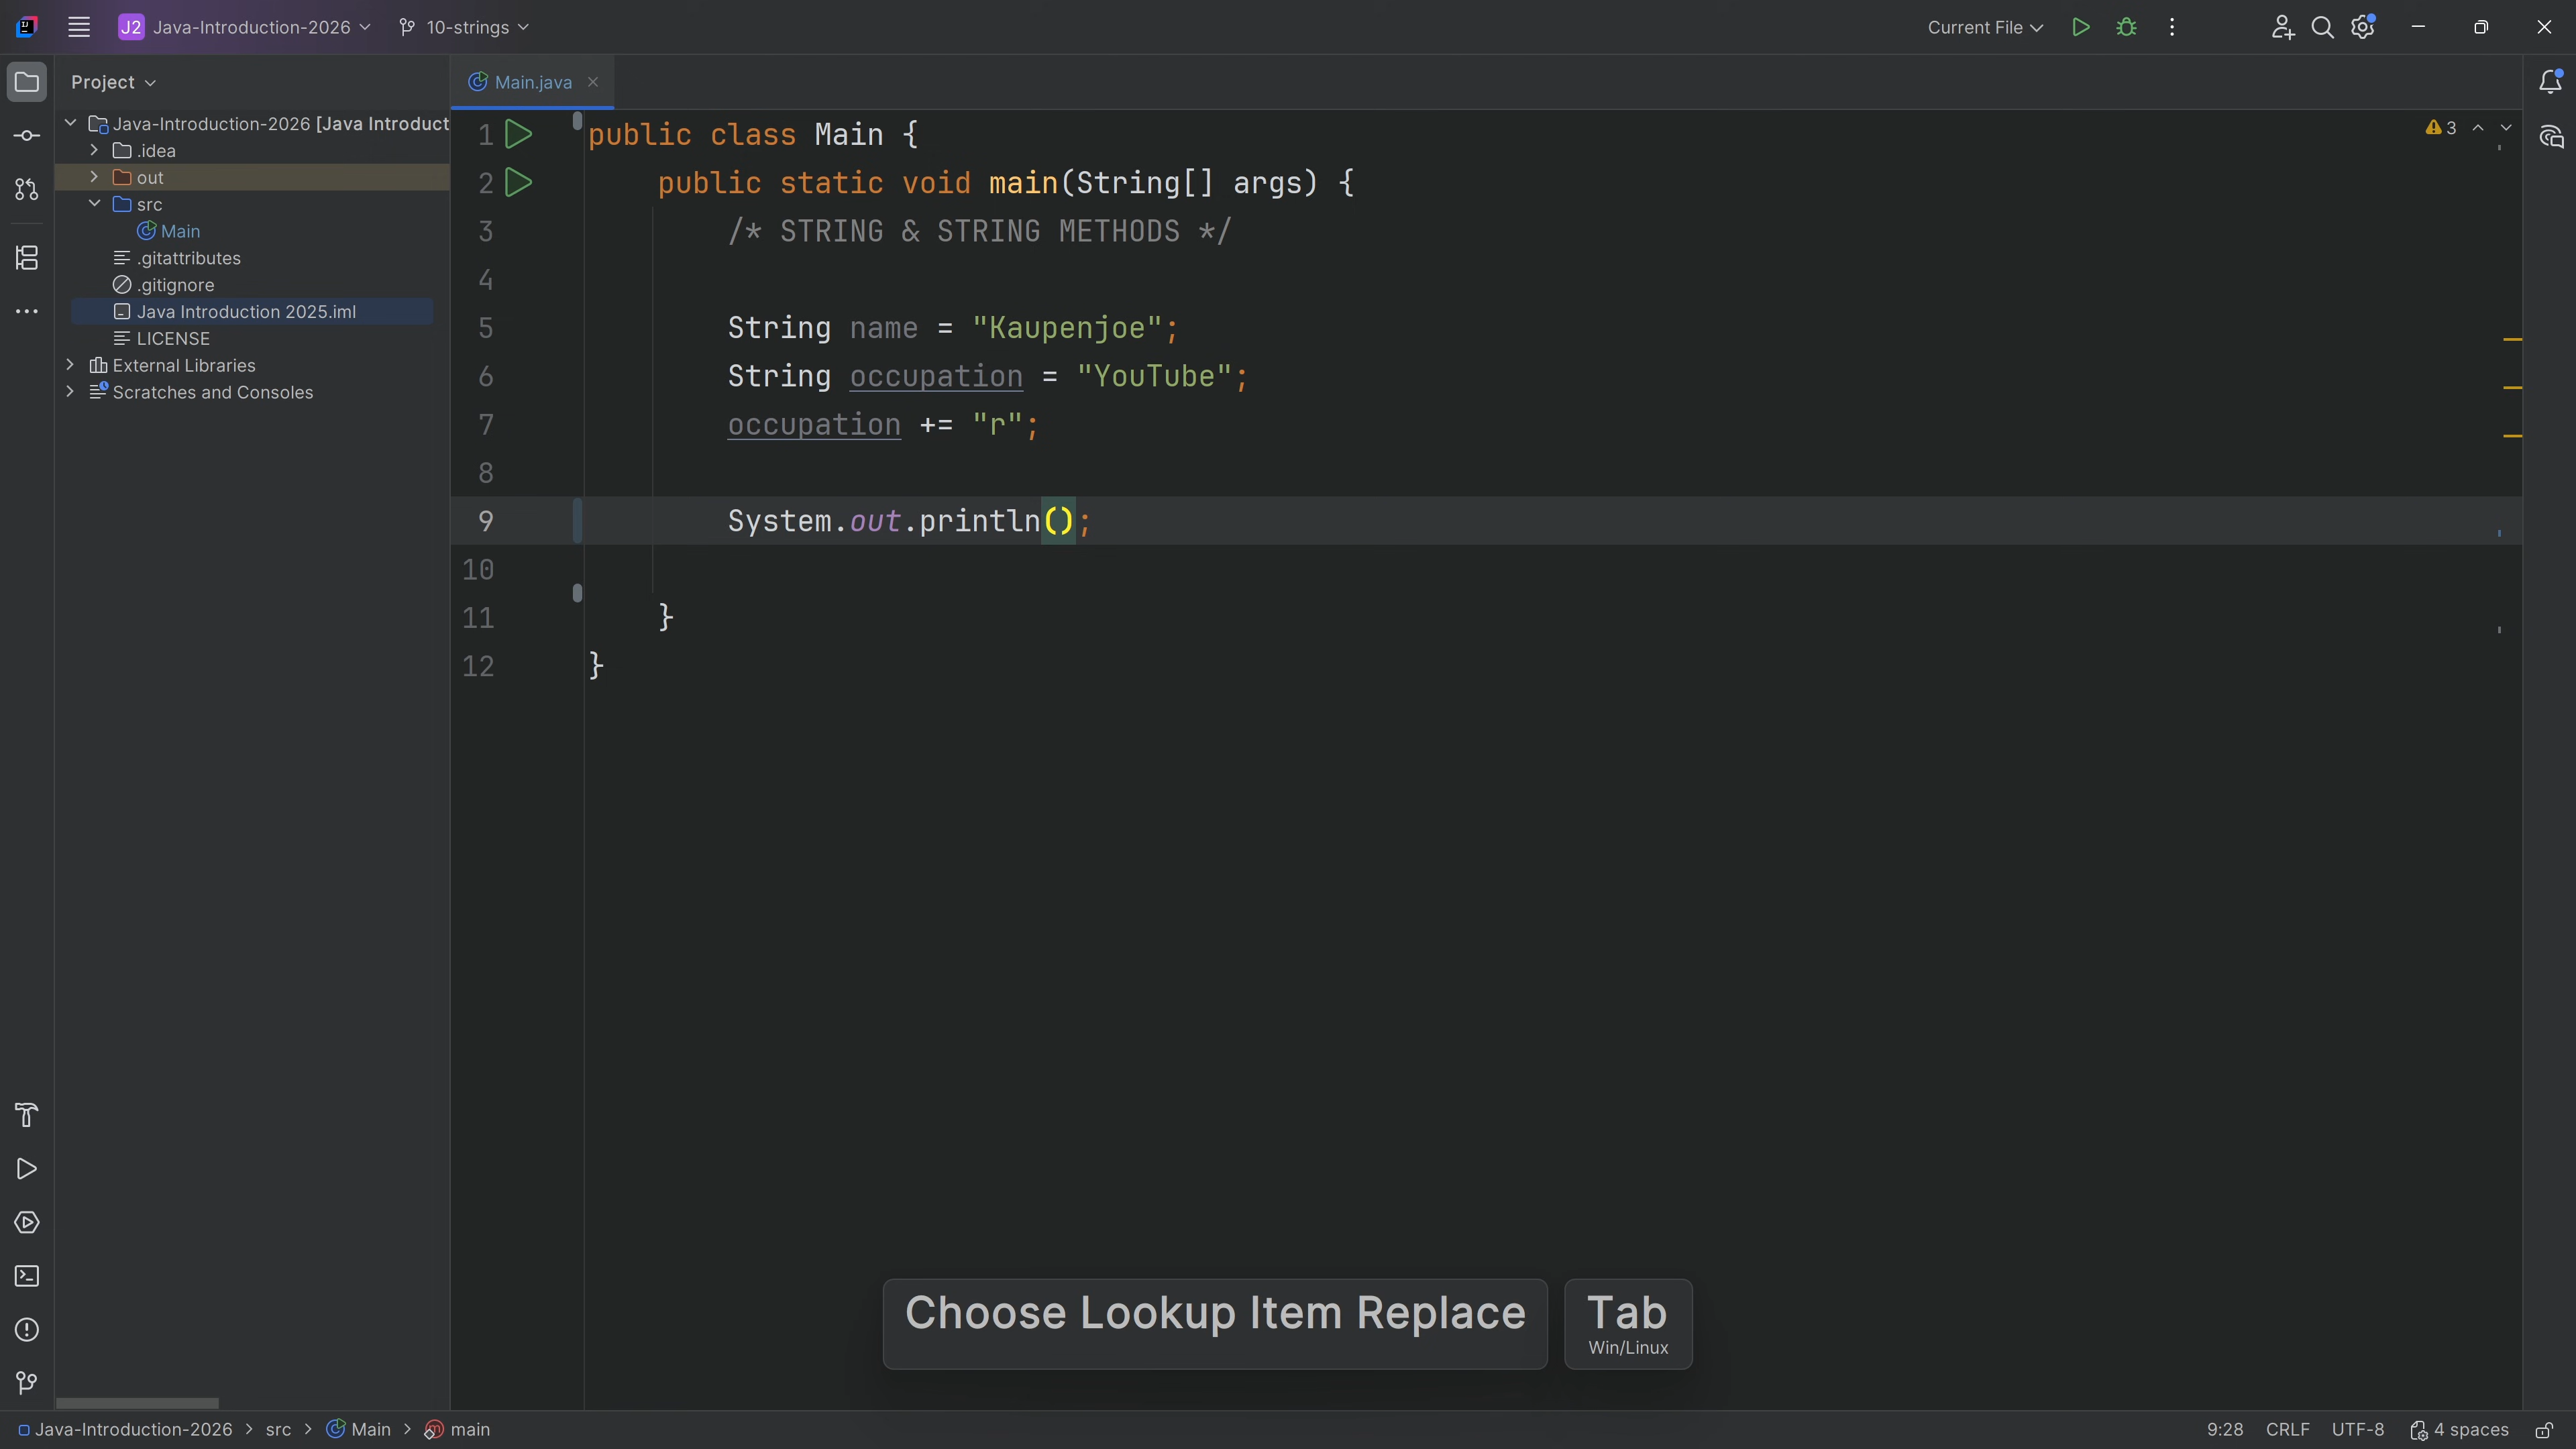 J2 Java-Introduction-2026 10-strings Current File
Project
Main.java
Java-Introduction-2026 [Java Introduct
.idea
out
src
Main
.gitattributes
.gitignore
Java Introduction 2025.iml
LICENSE
External Libraries
Scratches and Consoles
3
1 public class Main {
2 public static void main(String[] args) {
3 /* STRING & STRING METHODS */
4
5 String name = "Kaupenjoe";
6 String occupation = "YouTube";
7 occupation += "r";
8
9 System.out.println();
10
11 }
12 }
Choose Lookup Item Replace Tab
Win/Linux
Java-Introduction-2026 > src > Main > main 9:28 CRLF UTF-8 4 spaces